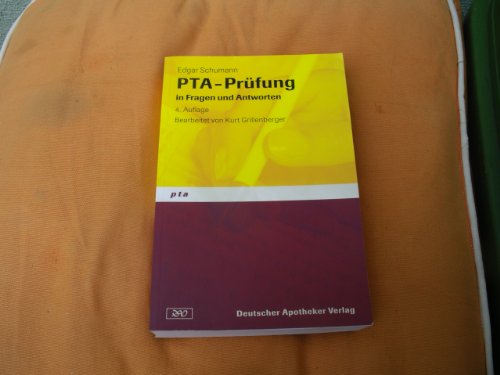 Edgar Schumann
PTA-Prüfung
in Fragen und Antworten
4. Auflage
Bearbeitet von Kurt Grillenberger
pta
DAV
Deutscher Apotheker Verlag